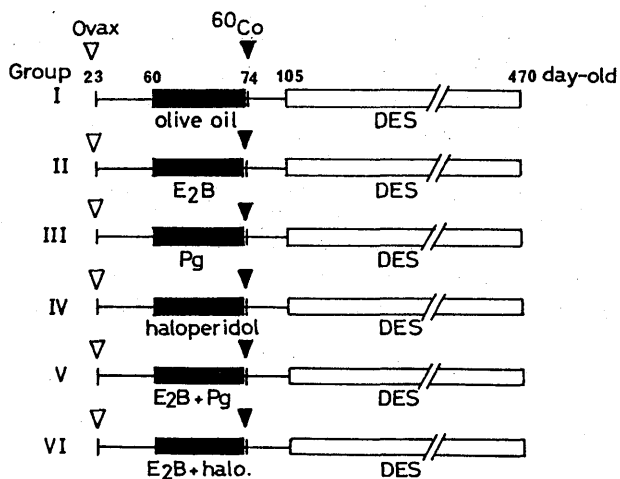 Ovax ⁶⁰Co
Group 23 60 74 105 470 day-old
I
olive oil DES
II
E₂B DES
III
Pg DES
IV
haloperidol DES
V
E₂B+Pg DES
VI
E₂B+halo. DES